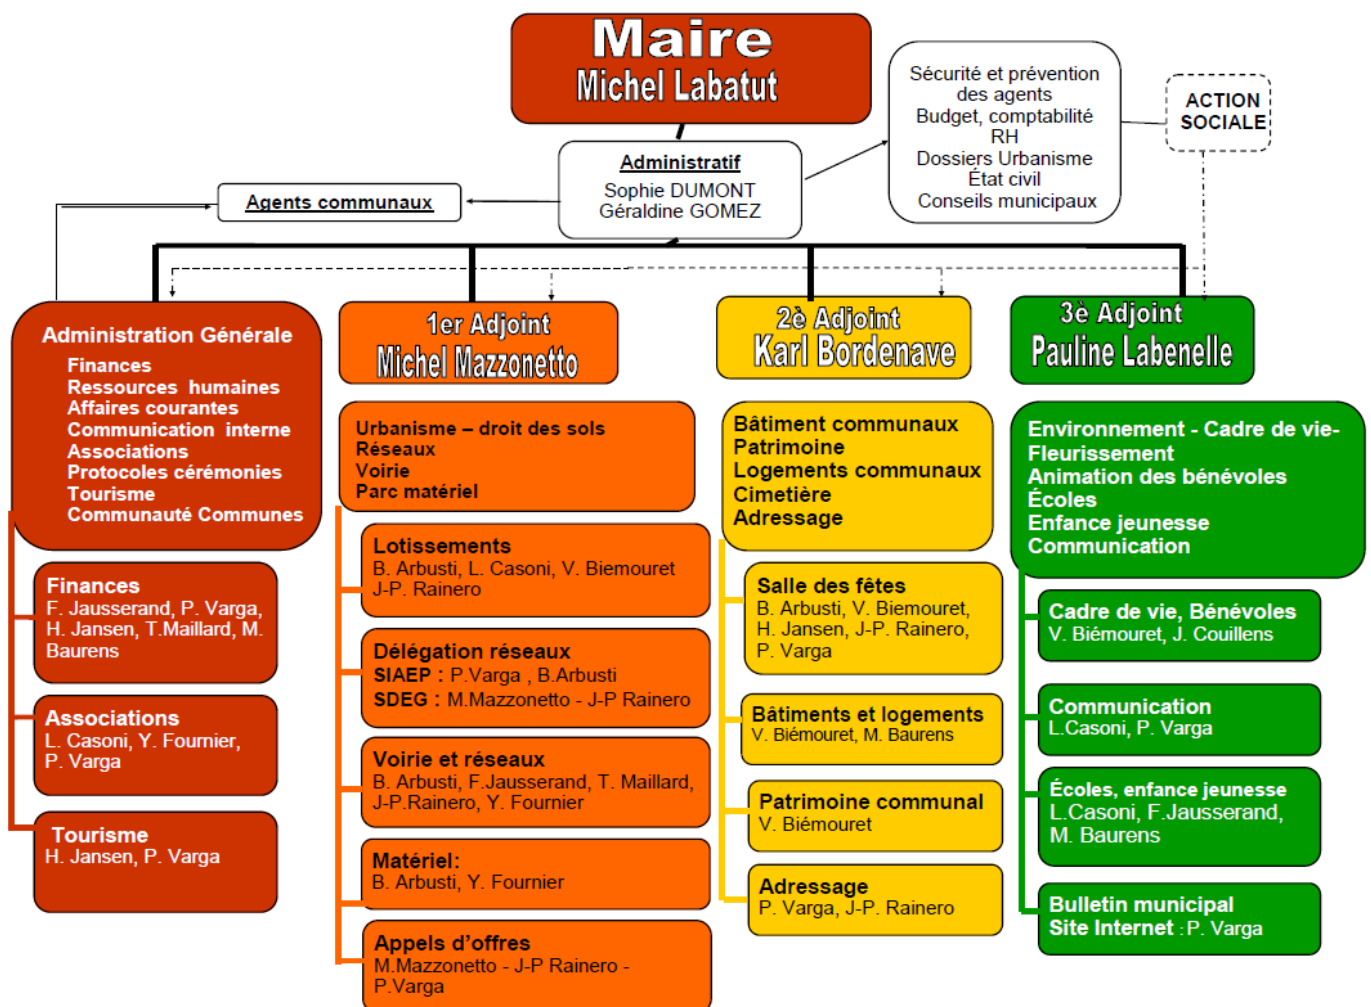 Maire
Michel Labatut
Sécurité et prévention
des agents
Budget, comptabilité
RH
Dossiers Urbanisme
État civil
Conseils municipaux
ACTION
SOCIALE
Administratif
Sophie DUMONT
Géraldine GOMEZ
Agents communaux
Administration Générale
Finances
Ressources humaines
Affaires courantes
Communication interne
Associations
Protocoles cérémonies
Tourisme
Communauté Communes
Finances
F. Jausserand, P. Varga,
H. Jansen, T.Maillard, M.
Baurens
Associations
L. Casoni, Y. Fournier,
P. Varga
Tourisme
H. Jansen, P. Varga
1er Adjoint
Michel Mazzonetto
Urbanisme – droit des sols
Réseaux
Voirie
Parc matériel
Lotissements
B. Arbusti, L. Casoni, V. Biemouret
J-P. Rainero
Délégation réseaux
SIAEP : P.Varga , B.Arbusti
SDEG : M.Mazzonetto - J-P Rainero
Voirie et réseaux
B. Arbusti, F.Jausserand, T. Maillard,
J-P.Rainero, Y. Fournier
Matériel:
B. Arbusti, Y. Fournier
Appels d’offres
M.Mazzonetto - J-P Rainero -
P.Varga
2è Adjoint
Karl Bordenave
Bâtiment communaux
Patrimoine
Logements communaux
Cimetière
Adressage
Salle des fêtes
B. Arbusti, V. Biemouret,
H. Jansen, J-P. Rainero,
P. Varga
Bâtiments et logements
V. Biémouret, M. Baurens
Patrimoine communal
V. Biémouret
Adressage
P. Varga, J-P. Rainero
3è Adjoint
Pauline Labenelle
Environnement - Cadre de vie-
Fleurissement
Animation des bénévoles
Écoles
Enfance jeunesse
Communication
Cadre de vie, Bénévoles
V. Biémouret, J. Couillens
Communication
L.Casoni, P. Varga
Écoles, enfance jeunesse
L.Casoni, F.Jausserand,
M. Baurens
Bulletin municipal
Site Internet : P. Varga